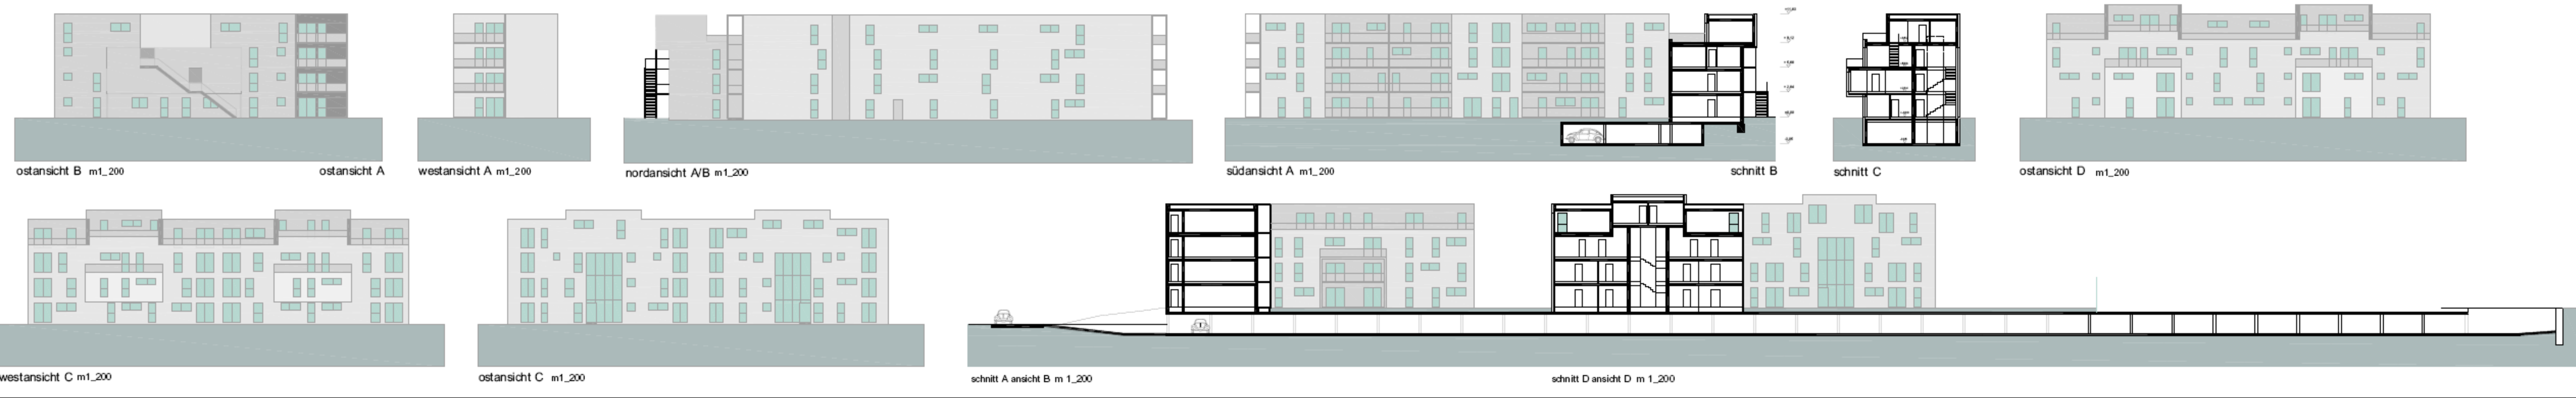 ostansicht B m1_200
ostansicht A
westansicht A m1_200
nordansicht A/B m1_200
südansicht A m1_200
schnitt B
schnitt C
ostansicht D m1_200
westansicht C m1_200
ostansicht C m1_200
schnitt A ansicht B m 1_200
schnitt D ansicht D m 1_200